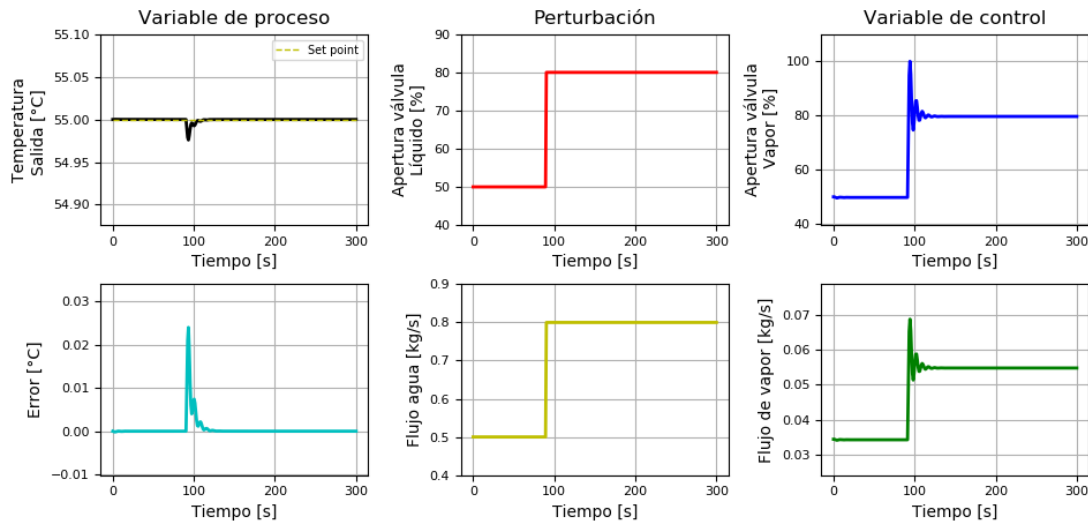 Variable de proceso
55.10
55.05
55.00
54.95
54.90
Temperatura
Salida [°C]
Set point
0
100
200
300
Tiempo [s]
Perturbación
90
80
70
60
50
40
Apertura válvula
Líquido [%]
0
100
200
300
Tiempo [s]
Variable de control
100
80
60
40
Apertura válvula
Vapor [%]
0
100
200
300
Tiempo [s]
0.03
0.02
0.01
0.00
−0.01
Error [°C]
0
100
200
300
Tiempo [s]
0.9
0.8
0.7
0.6
0.5
0.4
Flujo agua [kg/s]
0
100
200
300
Tiempo [s]
0.07
0.06
0.05
0.04
0.03
Flujo de vapor [kg/s]
0
100
200
300
Tiempo [s]